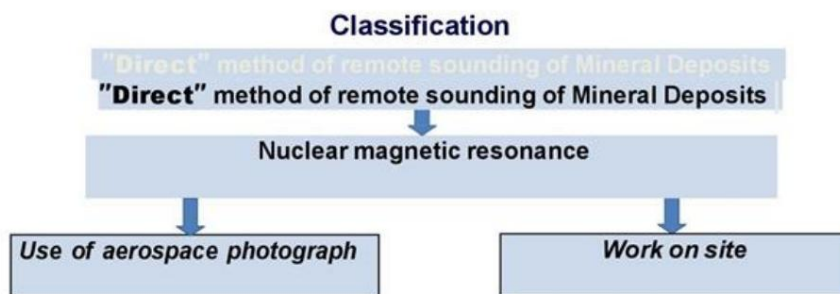 Classification
"Direct" method of remote sounding of Mineral Deposits
"Direct" method of remote sounding of Mineral Deposits
Nuclear magnetic resonance
Use of aerospace photograph
Work on site